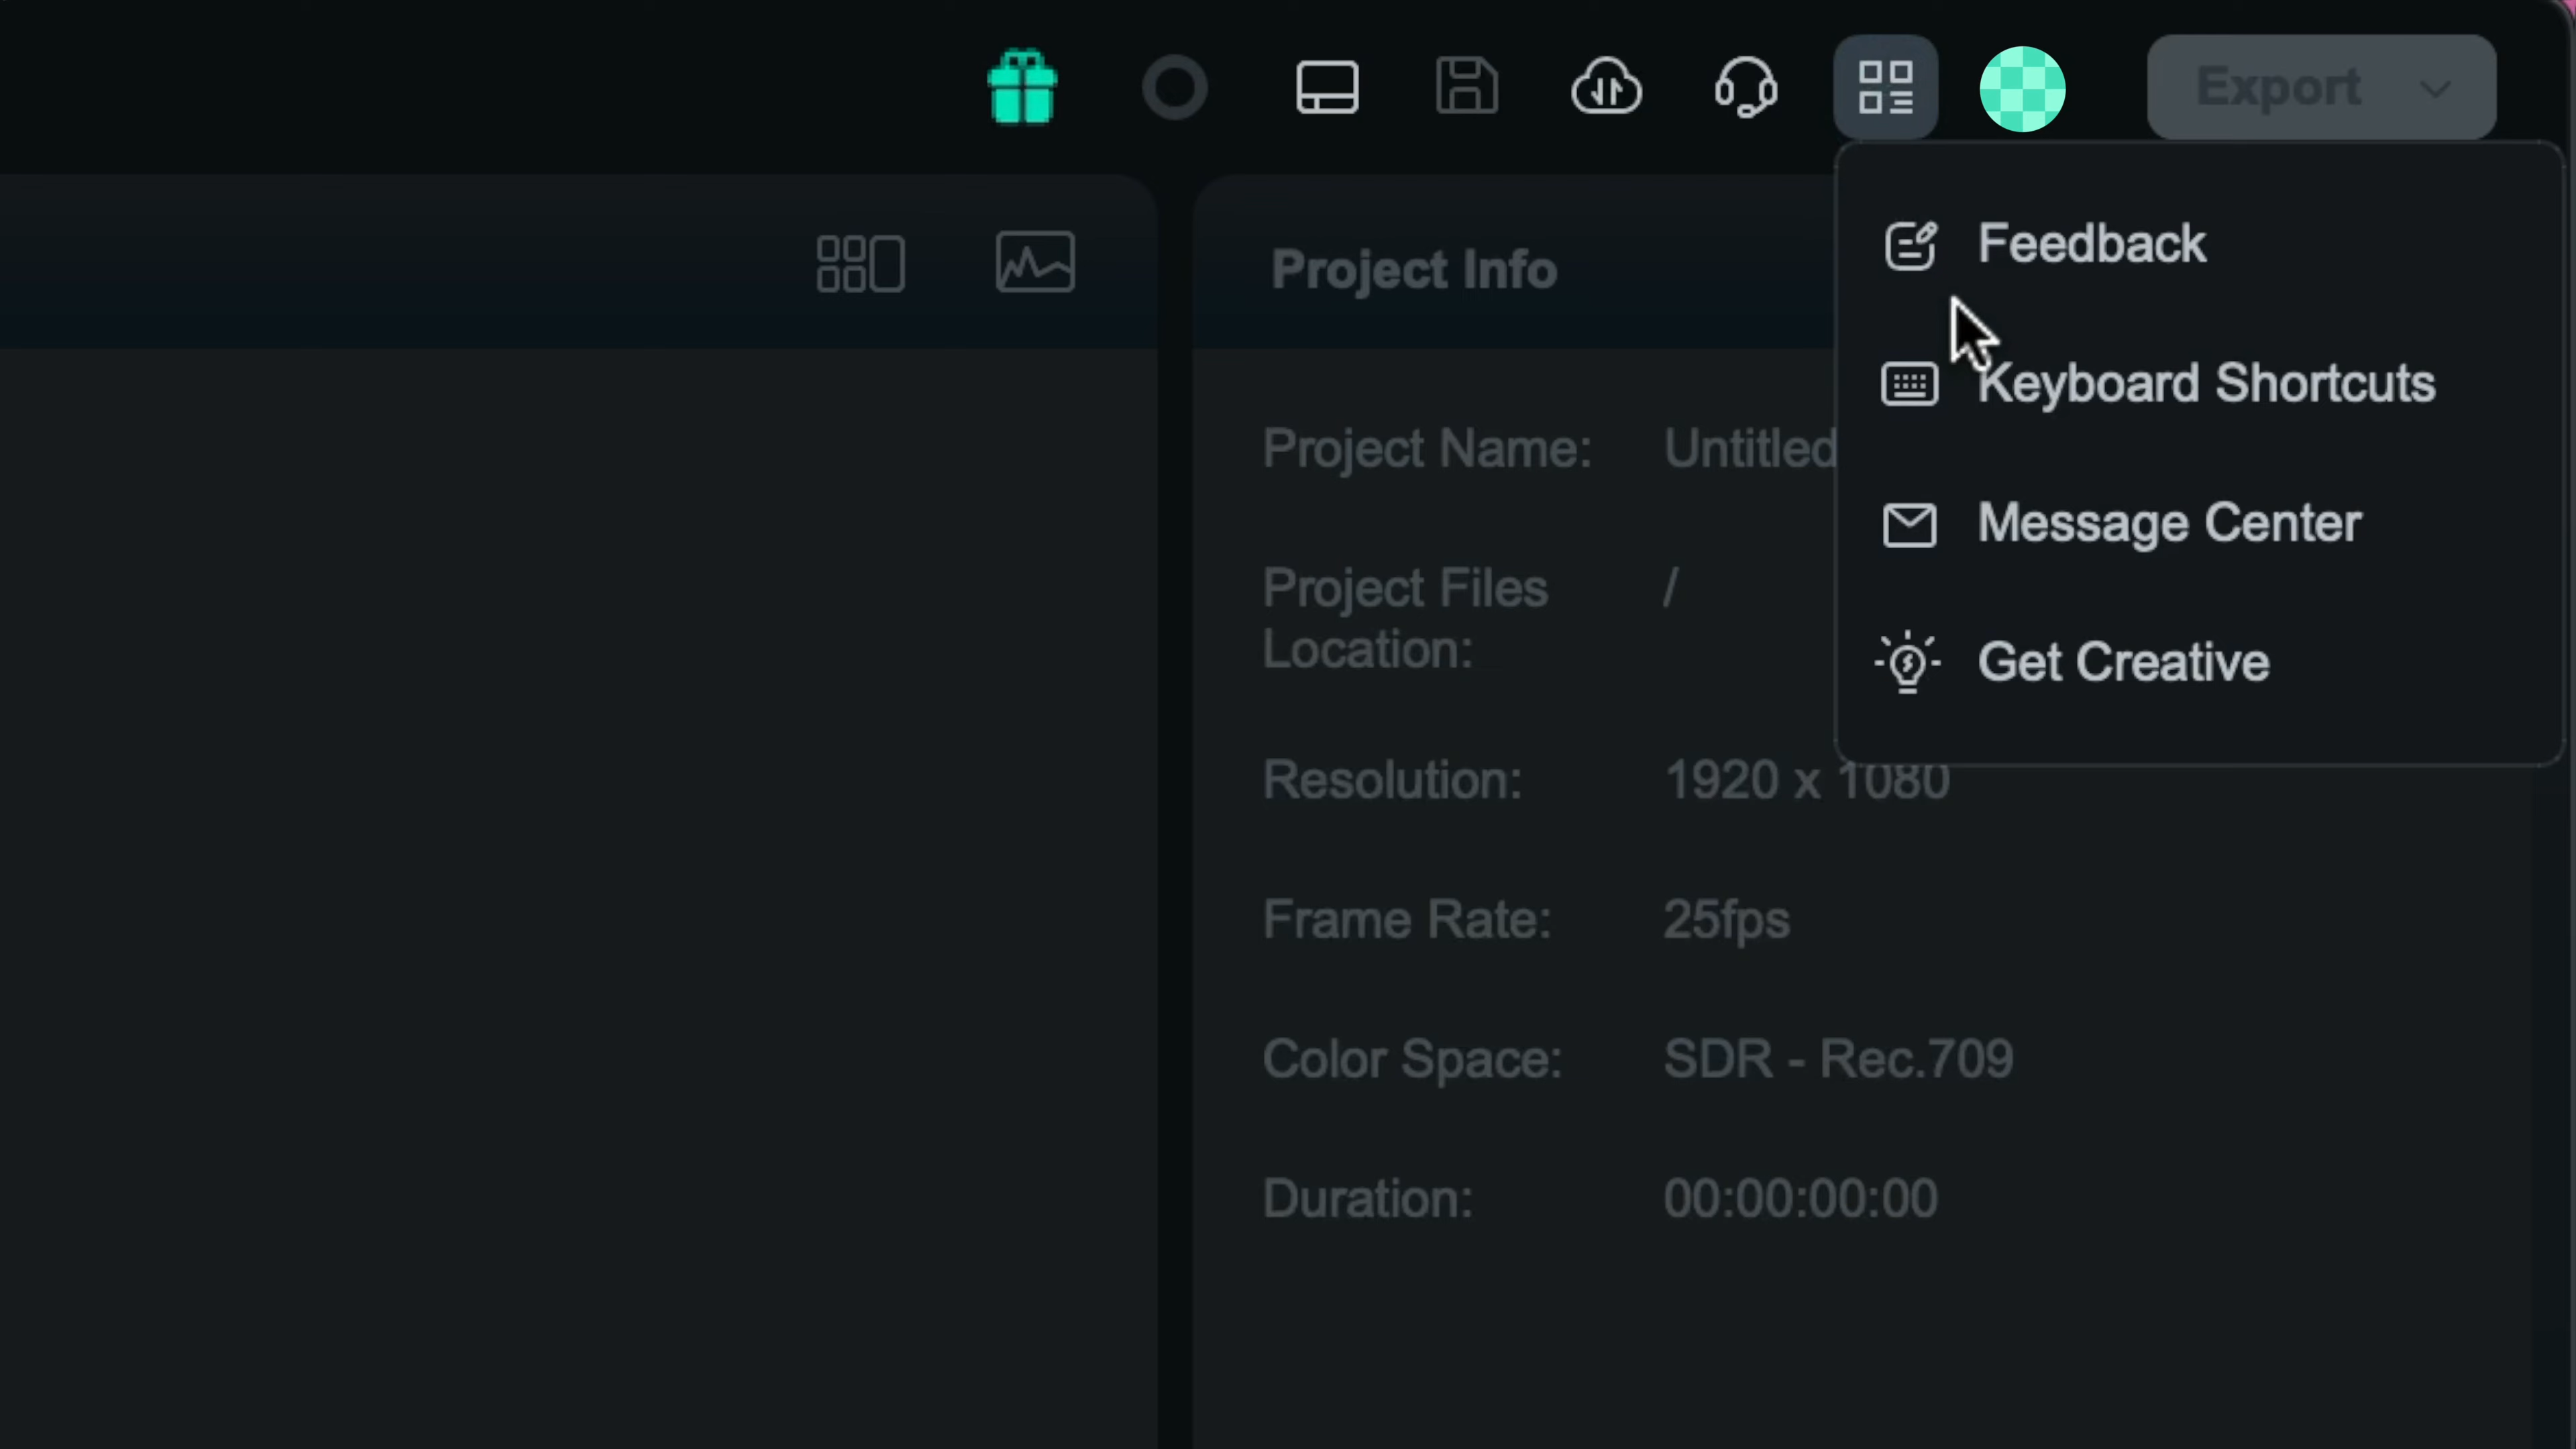 Export
Feedback
Project Info
Keyboard Shortcuts
Project Name: Untitled
Message Center
Project Files /
Location:
Get Creative
Resolution: 1920 x 1080
Frame Rate: 25fps
Color Space: SDR - Rec.709
Duration: 00:00:00:00